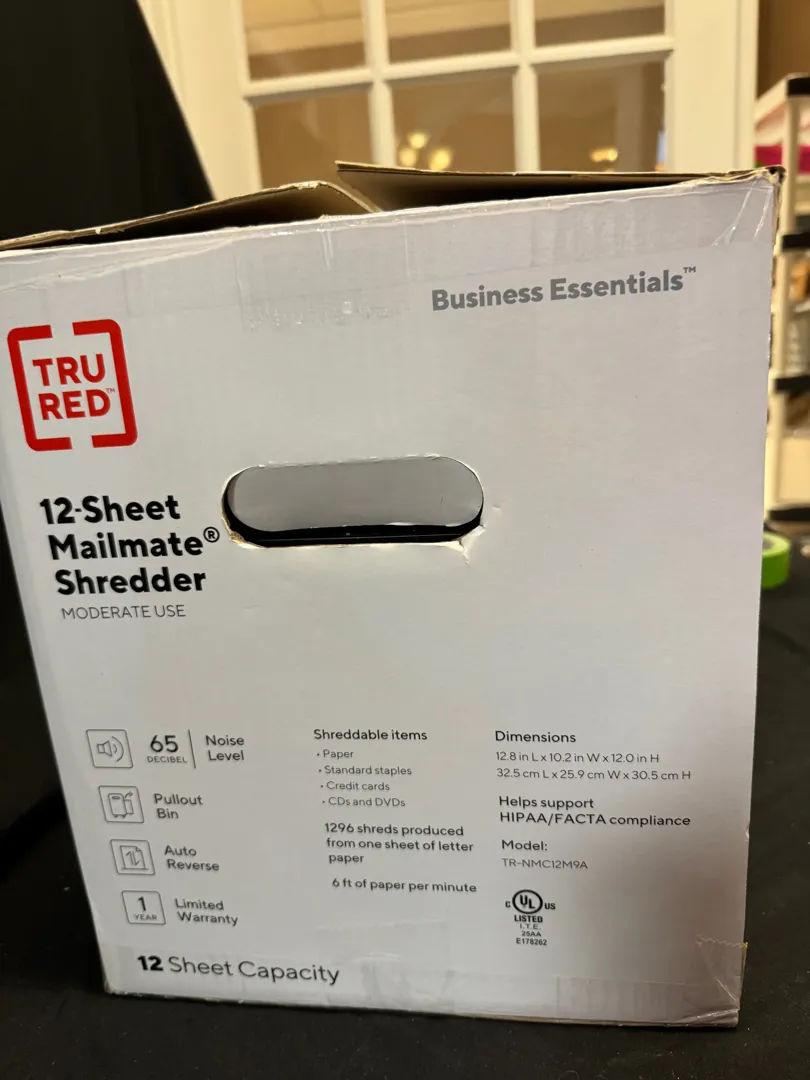 Business Essentials™
TRU
RED™
12-Sheet
Mailmate®
Shredder
MODERATE USE
65
DECIBEL
Noise
Level
Pullout
Bin
Auto
Reverse
1
YEAR
Limited
Warranty
12 Sheet Capacity
Shreddable items
• Paper
• Standard staples
• Credit cards
• CDs and DVDs
1296 shreds produced
from one sheet of letter
paper
6 ft of paper per minute
Dimensions
12.8 in L x 10.2 in W x 12.0 in H
32.5 cm L x 25.9 cm W x 30.5 cm H
Helps support
HIPAA/FACTA compliance
Model:
TR-NMC12M9A
C UL US
LISTED
I.T.E.
28AA
E178262